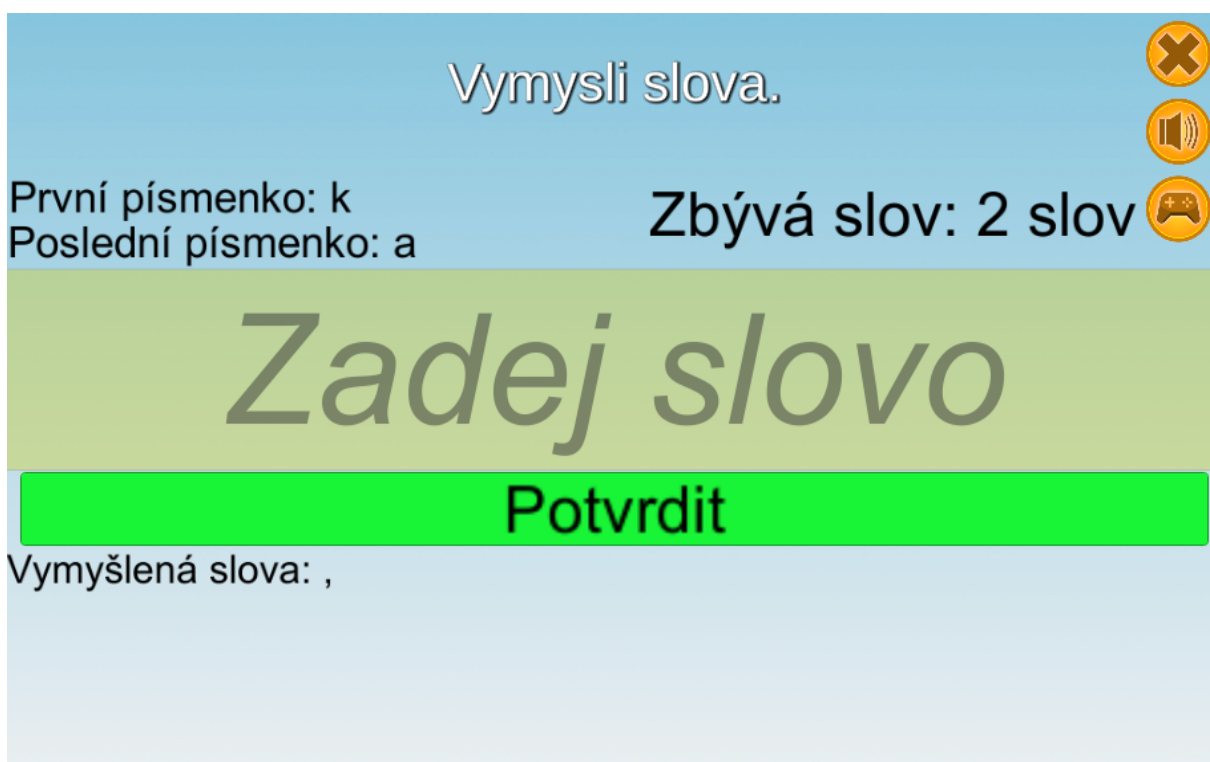 Vymysli slova.
První písmenko: k
Poslední písmenko: a
Zbývá slov: 2 slov
Zadej slovo
Potvrdit
Vymyšlená slova: ,